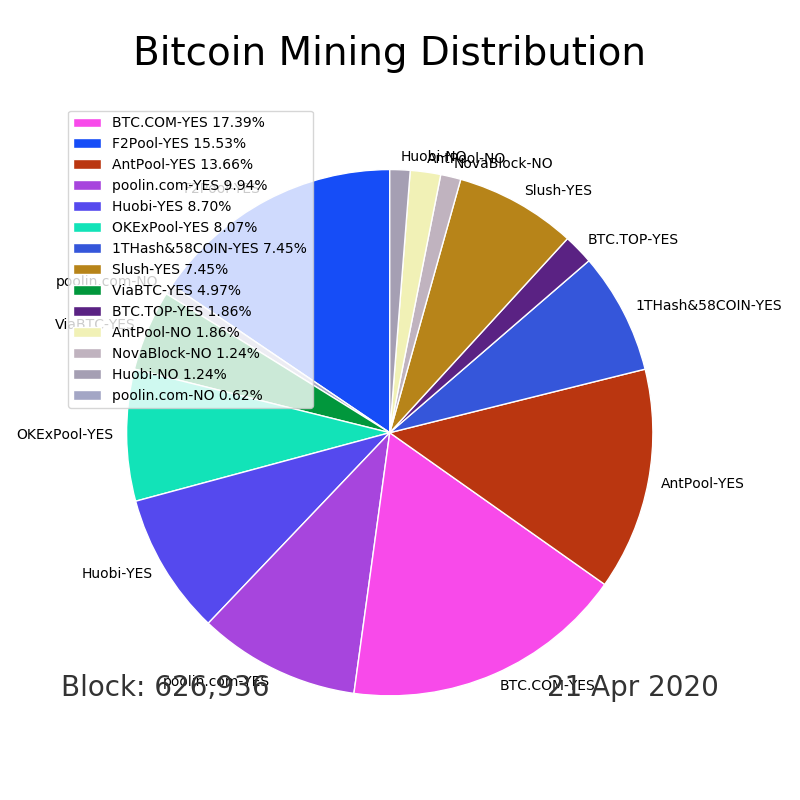 Bitcoin Mining Distribution
BTC.COM-YES 17.39%
F2Pool-YES 15.53%
AntPool-YES 13.66%
poolin.com-YES 9.94%
Huobi-YES 8.70%
OKExPool-YES 8.07%
1THash&58COIN-YES 7.45%
Slush-YES 7.45%
ViaBTC-YES 4.97%
BTC.TOP-YES 1.86%
AntPool-NO 1.86%
NovaBlock-NO 1.24%
Huobi-NO 1.24%
poolin.com-NO 0.62%
Huobi-NO
AntPool-NO
NovaBlock-NO
Slush-YES
BTC.TOP-YES
1THash&58COIN-YES
AntPool-YES
BTC.COM-YES
poolin.com-YES
Huobi-YES
OKExPool-YES
ViaBTC-YES
poolin.com-NO
F2Pool-YES
Block: 626,936
21 Apr 2020